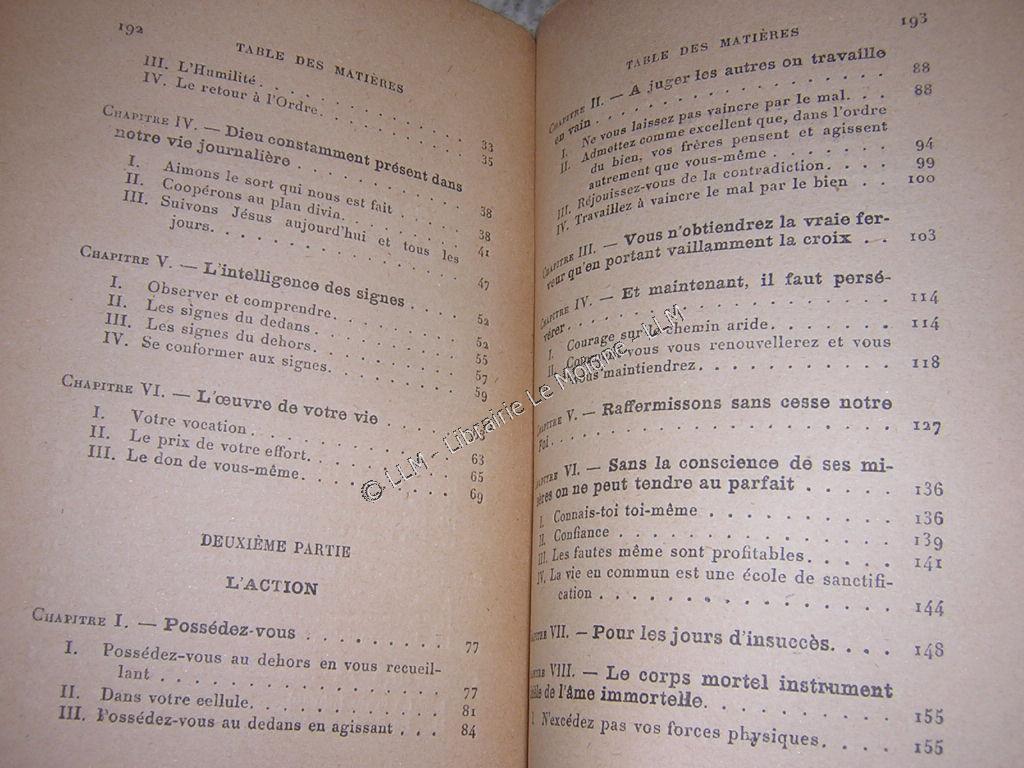 192
TABLE DES MATIÈRES
III. L'Humilité. . . . . . . . 33
IV. Le retour à l'Ordre. . . . . . . . 35
CHAPITRE IV. — Dieu constamment présent dans
notre vie journalière . . . . . . . . 38
I. Aimons le sort qui nous est fait . . . . 38
II. Coopérons au plan divin. . . . . . . 41
III. Suivons Jésus aujourd'hui et tous les
jours. . . . . . . . . . . 47
CHAPITRE V. — L'intelligence des signes . . . 52
I. Observer et comprendre. . . . . . . 52
II. Les signes du dedans . . . . . . . 55
III. Les signes du dehors. . . . . . . . 57
IV. Se conformer aux signes. . . . . . . 59
CHAPITRE VI. — L'œuvre de votre vie . . . . 63
I. Votre vocation . . . . . . . . 63
II. Le prix de votre effort. . . . . . . 65
III. Le don de vous-même. . . . . . . 69
DEUXIÈME PARTIE
L'ACTION
CHAPITRE I. — Possédez-vous . . . . . . . 77
I. Possédez-vous au dehors en vous recueil-
lant . . . . . . . . . . . 77
II. Dans votre cellule. . . . . . . . 81
III. Possédez-vous au dedans en agissant . . . 84
193
TABLE DES MATIÈRES
II. — A juger les autres on travaille
en vain . . . . . . . . . . 88
I. Ne vous laissez pas vaincre par le mal. . . 88
II. Admettez comme excellent que, dans l'ordre
du bien, vos frères pensent et agissent
autrement que vous-même . . . . . . 94
III. Réjouissez-vous de la contradiction. . . . 99
IV. Travaillez à vaincre le mal par le bien . . 100
CHAPITRE III. — Vous n'obtiendrez la vraie fer-
veur qu'en portant vaillamment la croix . . 103
CHAPITRE IV. — Et maintenant, il faut persé-
vérer . . . . . . . . . . . 114
I. Courage sur le chemin aride. . . . . . 114
II. vous vous renouvellerez et vous
maintiendrez. . . . . . . . . 118
V. — Raffermissons sans cesse notre
Foi. . . . . . . . . . . . 127
VI. — Sans la conscience de ses mi-
sères on ne peut tendre au parfait . . . . . 136
I. Connais-toi toi-même . . . . . . . 136
II. Confiance . . . . . . . . . . 139
III. Les fautes même sont profitables. . . . . 141
IV. La vie en commun est une école de sanctifi-
cation . . . . . . . . . . 144
VII. — Pour les jours d'insuccès. . . . 148
VIII. — Le corps mortel instrument
de l'âme immortelle. . . . . . . . 155
I N'excédez pas vos forces physiques. . . . 155
© LLM - Librairie Le Moigne - LLM